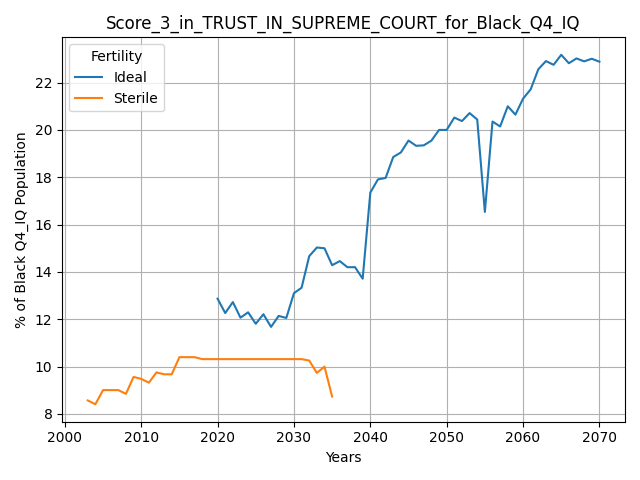 Score_3_in_TRUST_IN_SUPREME_COURT_for_Black_Q4_IQ
Fertility
Ideal
Sterile
% of Black Q4_IQ Population
22
20
18
16
14
12
10
8
2000 2010 2020 2030 2040 2050 2060 2070
Years